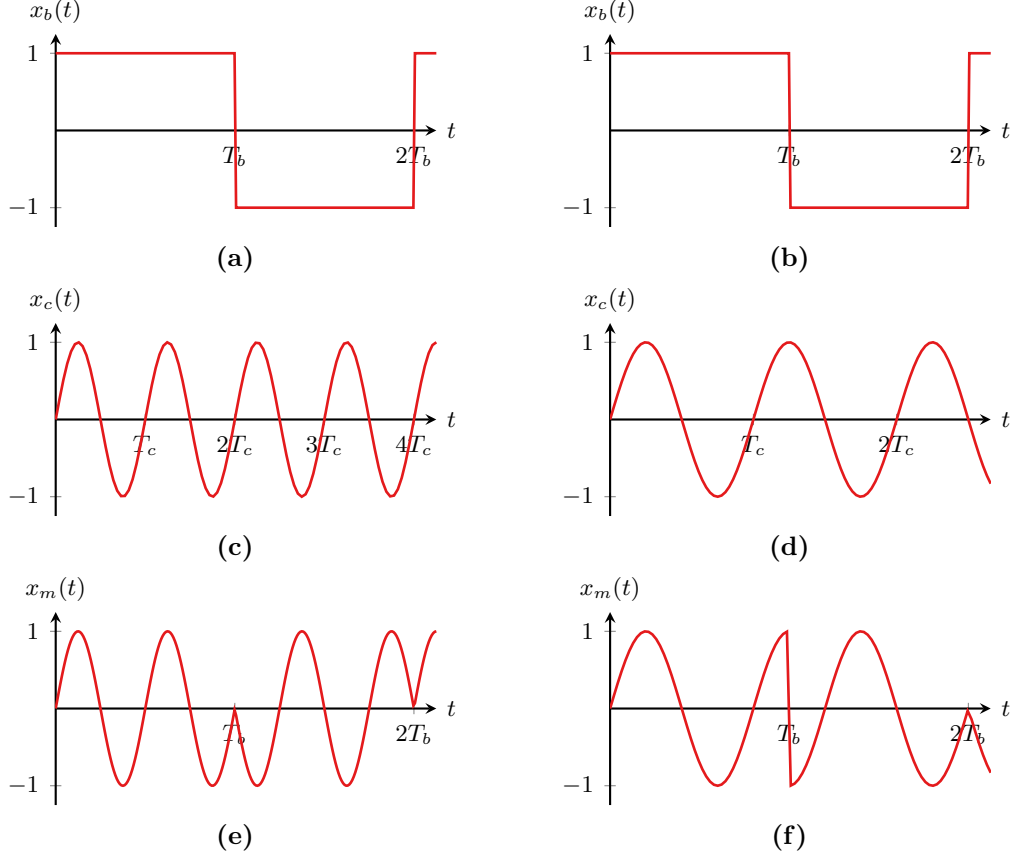 x_b(t)
1
−1
T_b
2T_b
t
(a)
x_b(t)
1
−1
T_b
2T_b
t
(b)
x_c(t)
1
−1
T_c
2T_c
3T_c
4T_c
t
(c)
x_c(t)
1
−1
T_c
2T_c
t
(d)
x_m(t)
1
−1
T_b
2T_b
t
(e)
x_m(t)
1
−1
T_b
2T_b
t
(f)